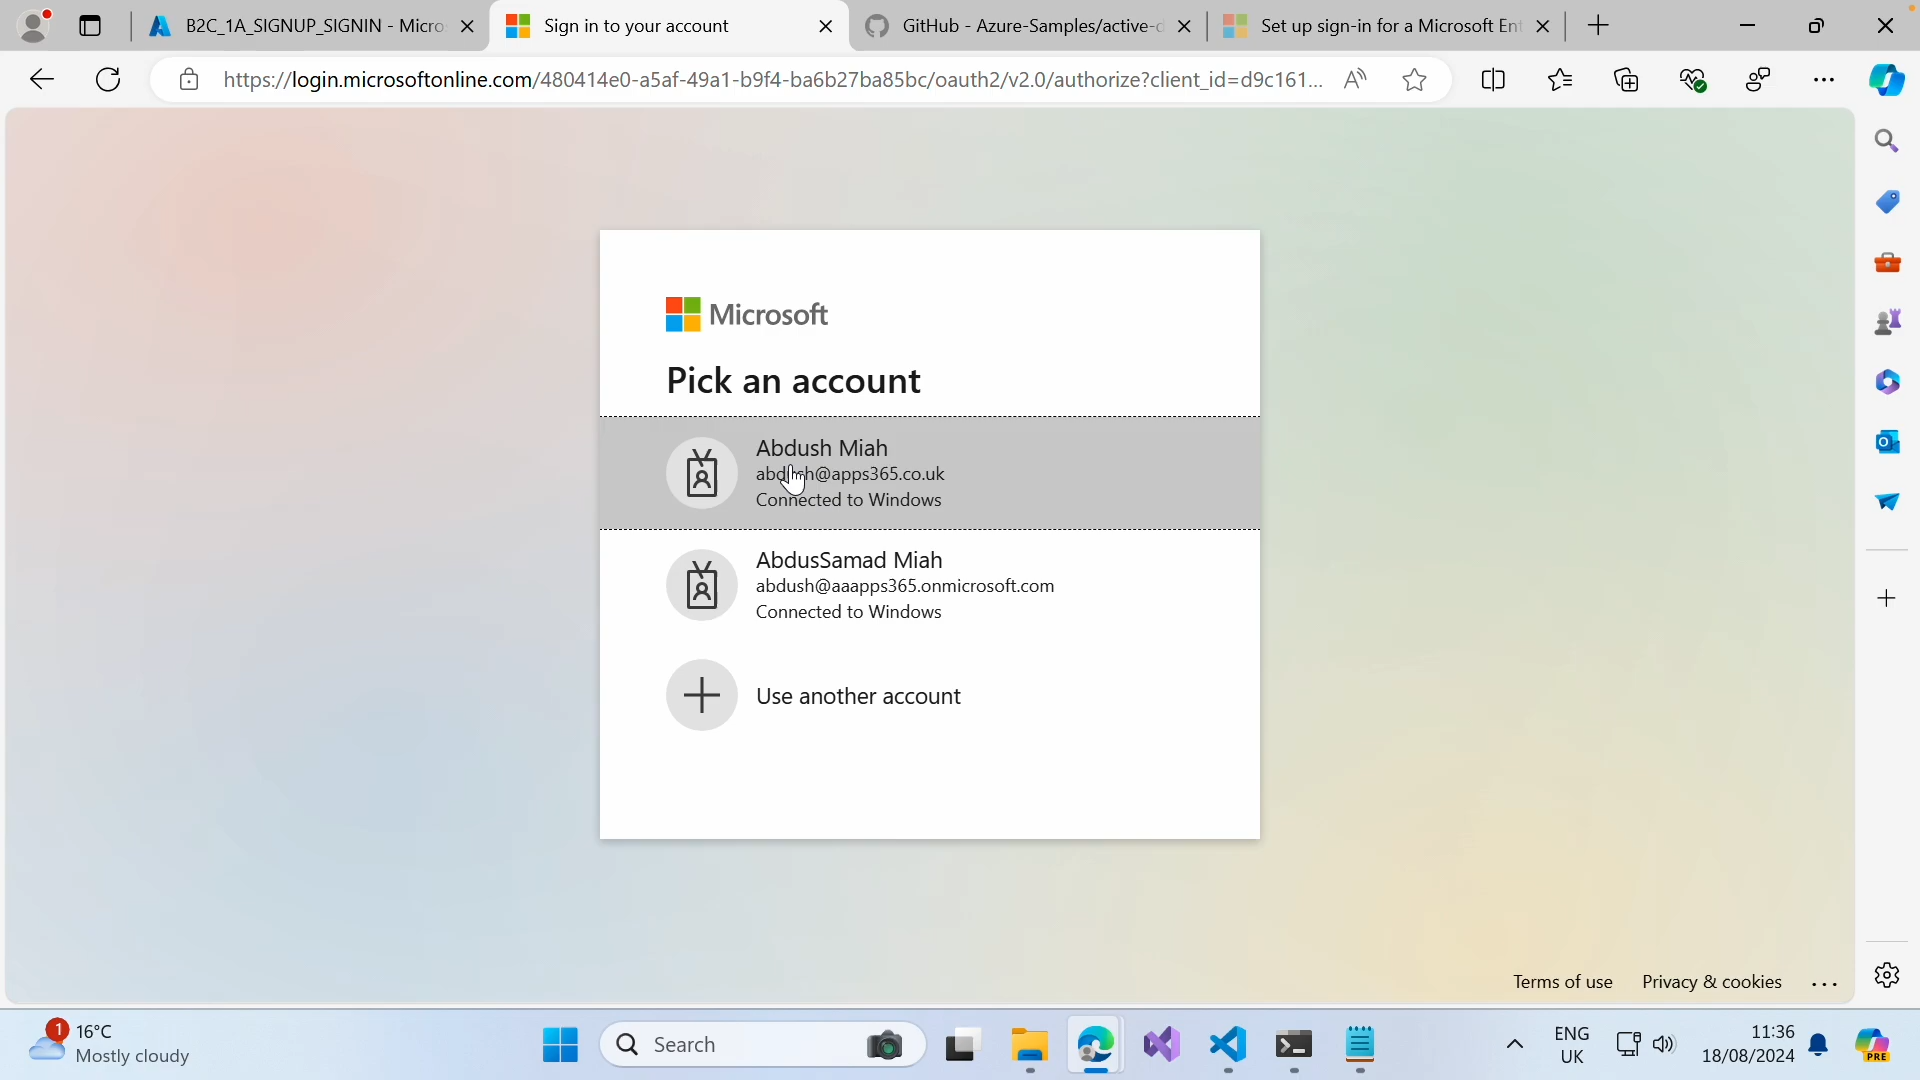 B2C_1A_SIGNUP_SIGNIN - Micro
Sign in to your account
GitHub - Azure-Samples/active-d
Set up sign-in for a Microsoft Ent
https://login.microsoftonline.com/480414e0-a5af-49a1-b9f4-ba6b27ba85bc/oauth2/v2.0/authorize?client_id=d9c161...
Microsoft
Pick an account
Abdush Miah
abdush@apps365.co.uk
Connected to Windows
AbdusSamad Miah
abdush@aaapps365.onmicrosoft.com
Connected to Windows
Use another account
Terms of use
Privacy & cookies
...
1
16°C
Mostly cloudy
Search
ENG
UK
11:36
18/08/2024
PRE